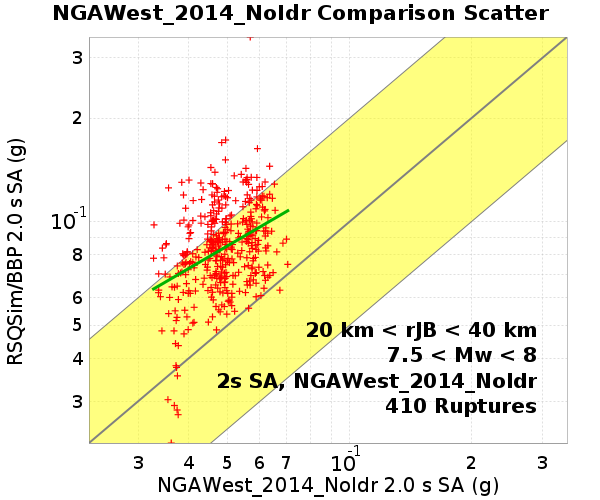 NGAWest_2014_NoIdr Comparison Scatter
3
2
10⁻¹
8
6
5
4
3
RSQSim/BBP 2.0 s SA (g)
20 km < rJB < 40 km
7.5 < Mw < 8
2s SA, NGAWest_2014_NoIdr
410 Ruptures
3 4 5 6 7 10⁻¹ 2 3
NGAWest_2014_NoIdr 2.0 s SA (g)